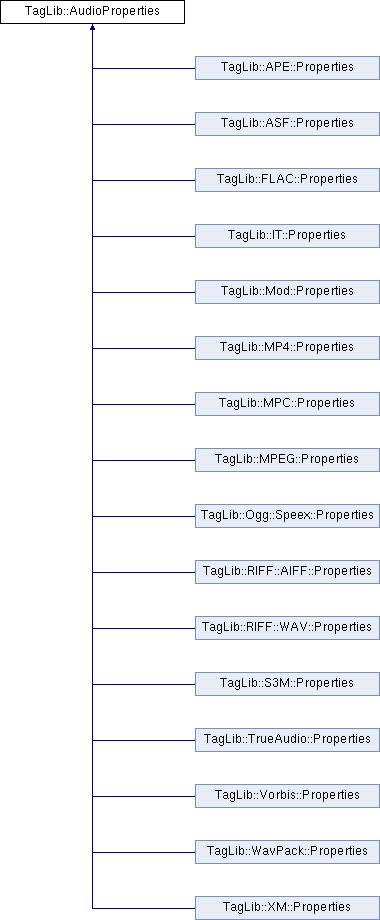 TagLib::AudioProperties
TagLib::APE::Properties
TagLib::ASF::Properties
TagLib::FLAC::Properties
TagLib::IT::Properties
TagLib::Mod::Properties
TagLib::MP4::Properties
TagLib::MPC::Properties
TagLib::MPEG::Properties
TagLib::Ogg::Speex::Properties
TagLib::RIFF::AIFF::Properties
TagLib::RIFF::WAV::Properties
TagLib::S3M::Properties
TagLib::TrueAudio::Properties
TagLib::Vorbis::Properties
TagLib::WavPack::Properties
TagLib::XM::Properties